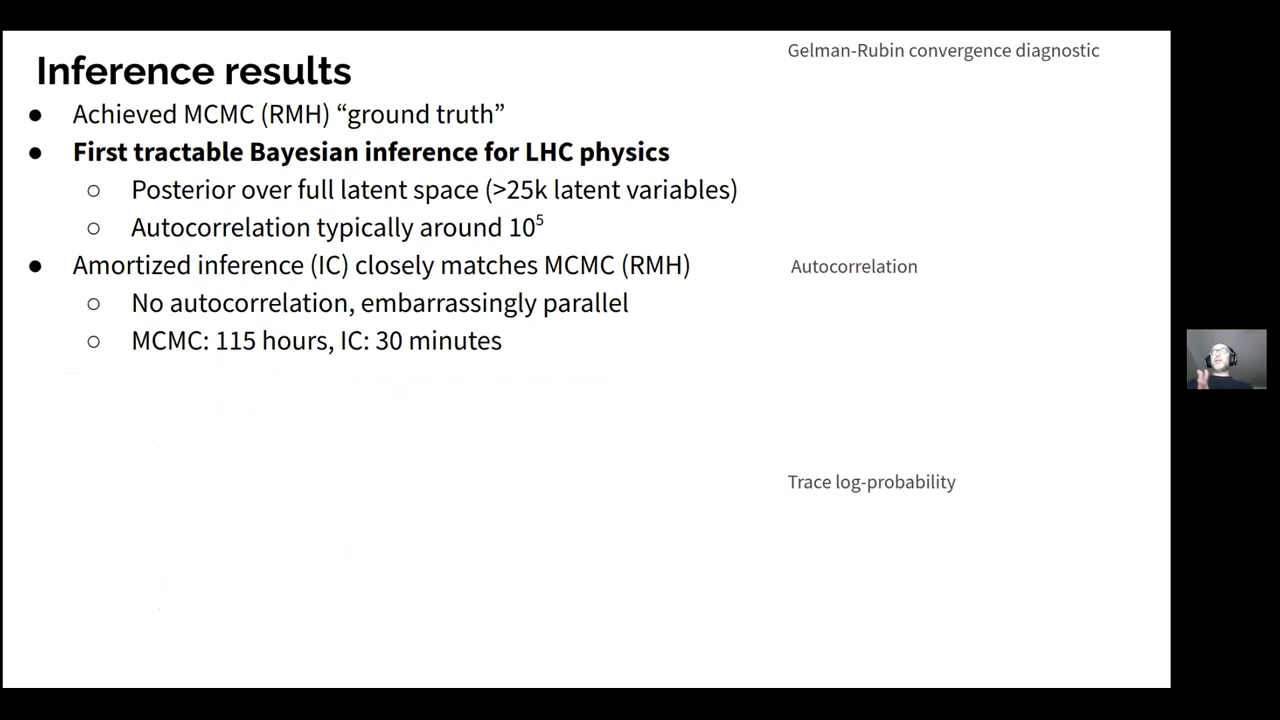 Inference results
● Achieved MCMC (RMH) “ground truth”
● First tractable Bayesian inference for LHC physics
○ Posterior over full latent space (>25k latent variables)
○ Autocorrelation typically around 10⁵
● Amortized inference (IC) closely matches MCMC (RMH)
○ No autocorrelation, embarrassingly parallel
○ MCMC: 115 hours, IC: 30 minutes
Gelman-Rubin convergence diagnostic
Autocorrelation
Trace log-probability